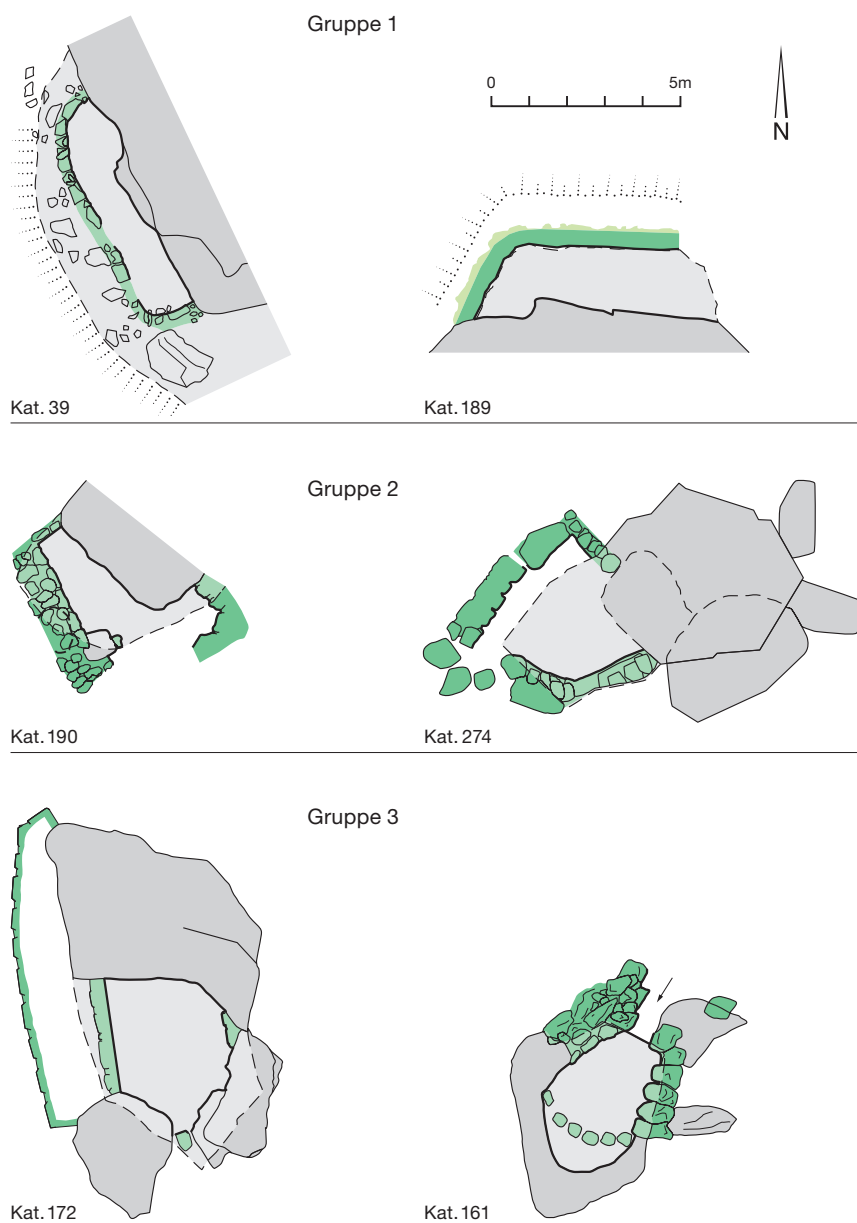 Gruppe 1
0 5m
N
Kat. 39
Kat. 189
Gruppe 2
Kat. 190
Kat. 274
Gruppe 3
Kat. 172
Kat. 161